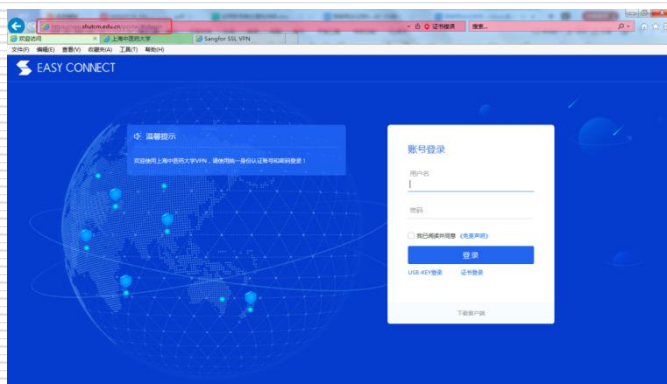 shutcm.edu.cn
证书错误
搜索...
欢迎访问
上海中医药大学
Sangfor SSL VPN
文件(F) 编辑(E) 查看(V) 收藏夹(A) 工具(T) 帮助(H)
EASY CONNECT
温馨提示
欢迎使用上海中医药大学VPN，请使用统一身份认证账号和密码登录！
账号登录
用户名
密码
我已阅读并同意 《免责声明》
登录
USB-KEY登录 证书登录
下载客户端